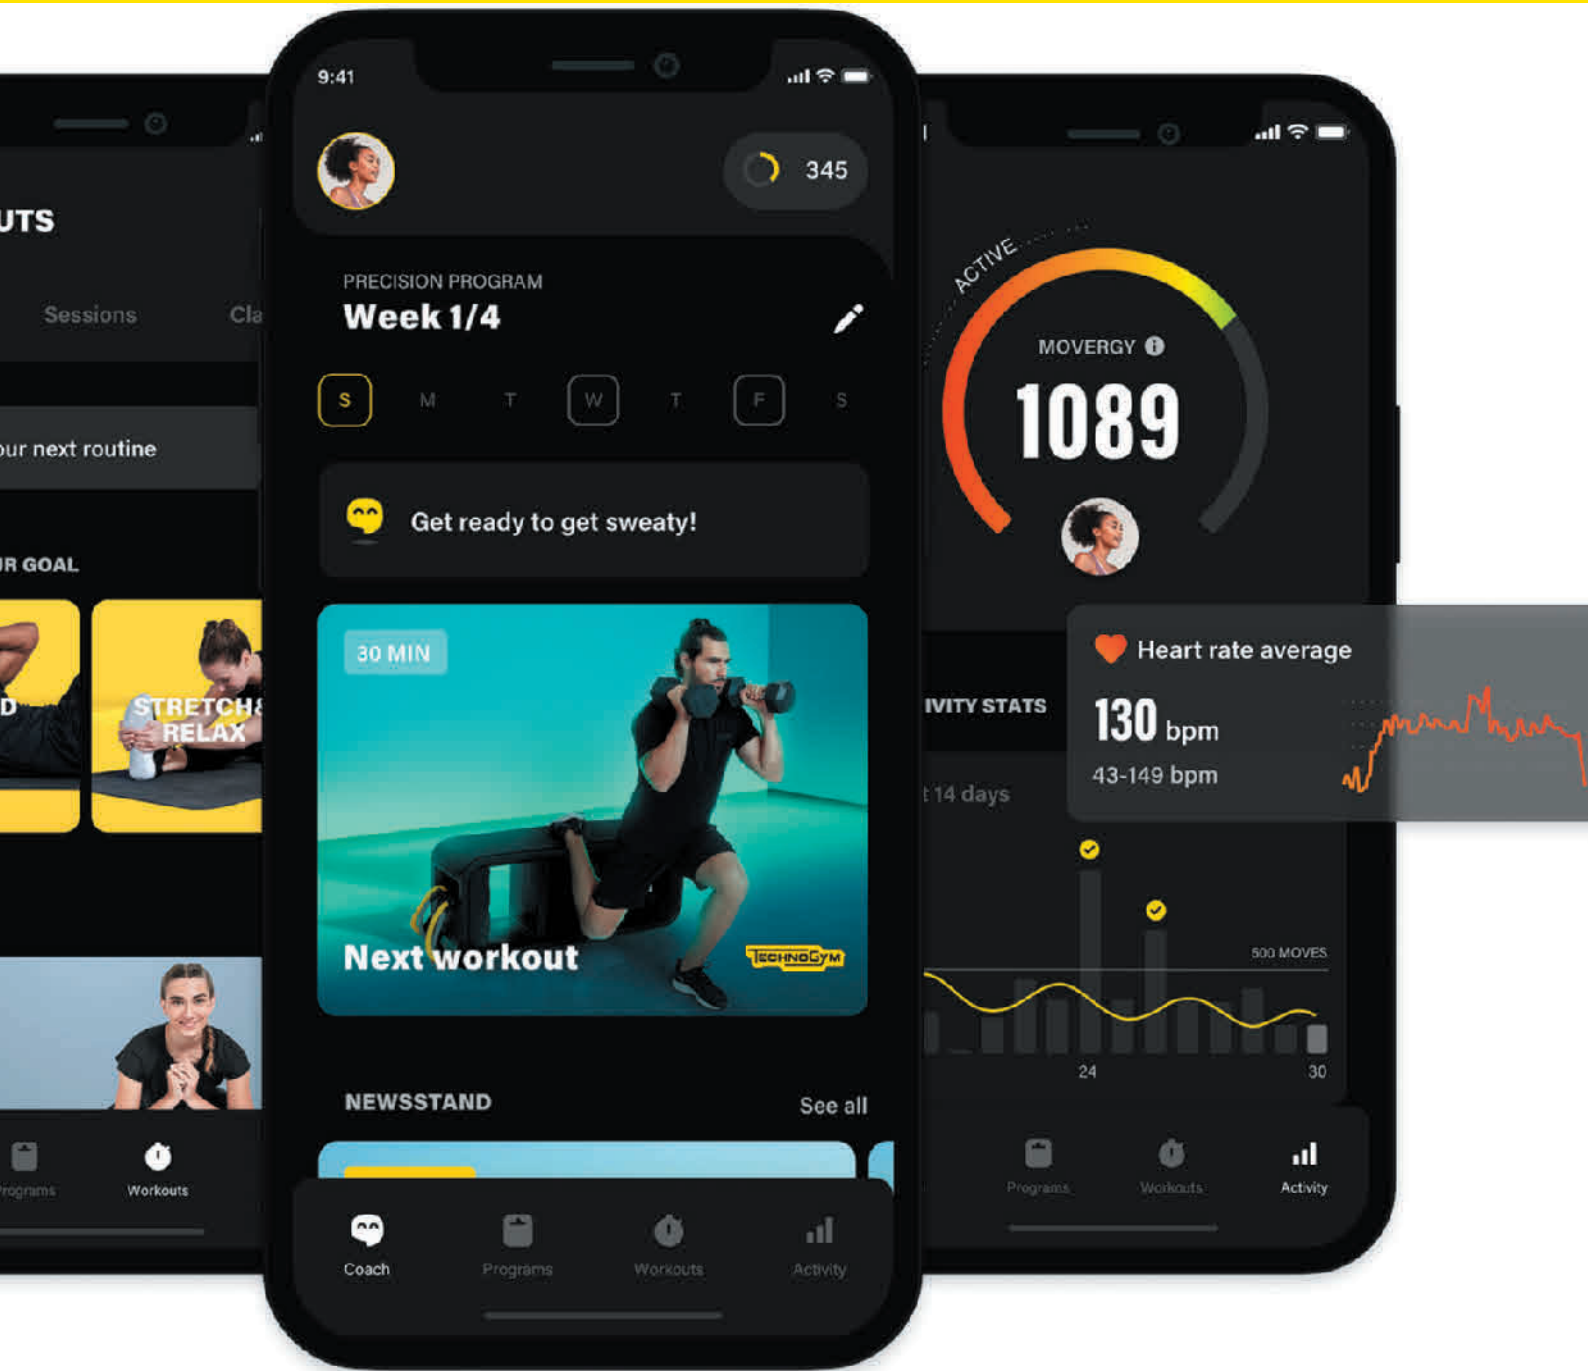 UTS
Sessions
Cla
our next routine
UR GOAL
D
STRETCH&
RELAX
Programs
Workouts
9:41
345
PRECISION PROGRAM
Week 1/4
S M T W T F S
Get ready to get sweaty!
30 MIN
Next workout
TECHNOGYM
NEWSSTAND
See all
Coach
Programs
Workouts
Activity
ACTIVE
MOVERGY
1089
Heart rate average
130 bpm
43-149 bpm
IVITY STATS
t 14 days
500 MOVES
24
30
Programs
Workouts
Activity